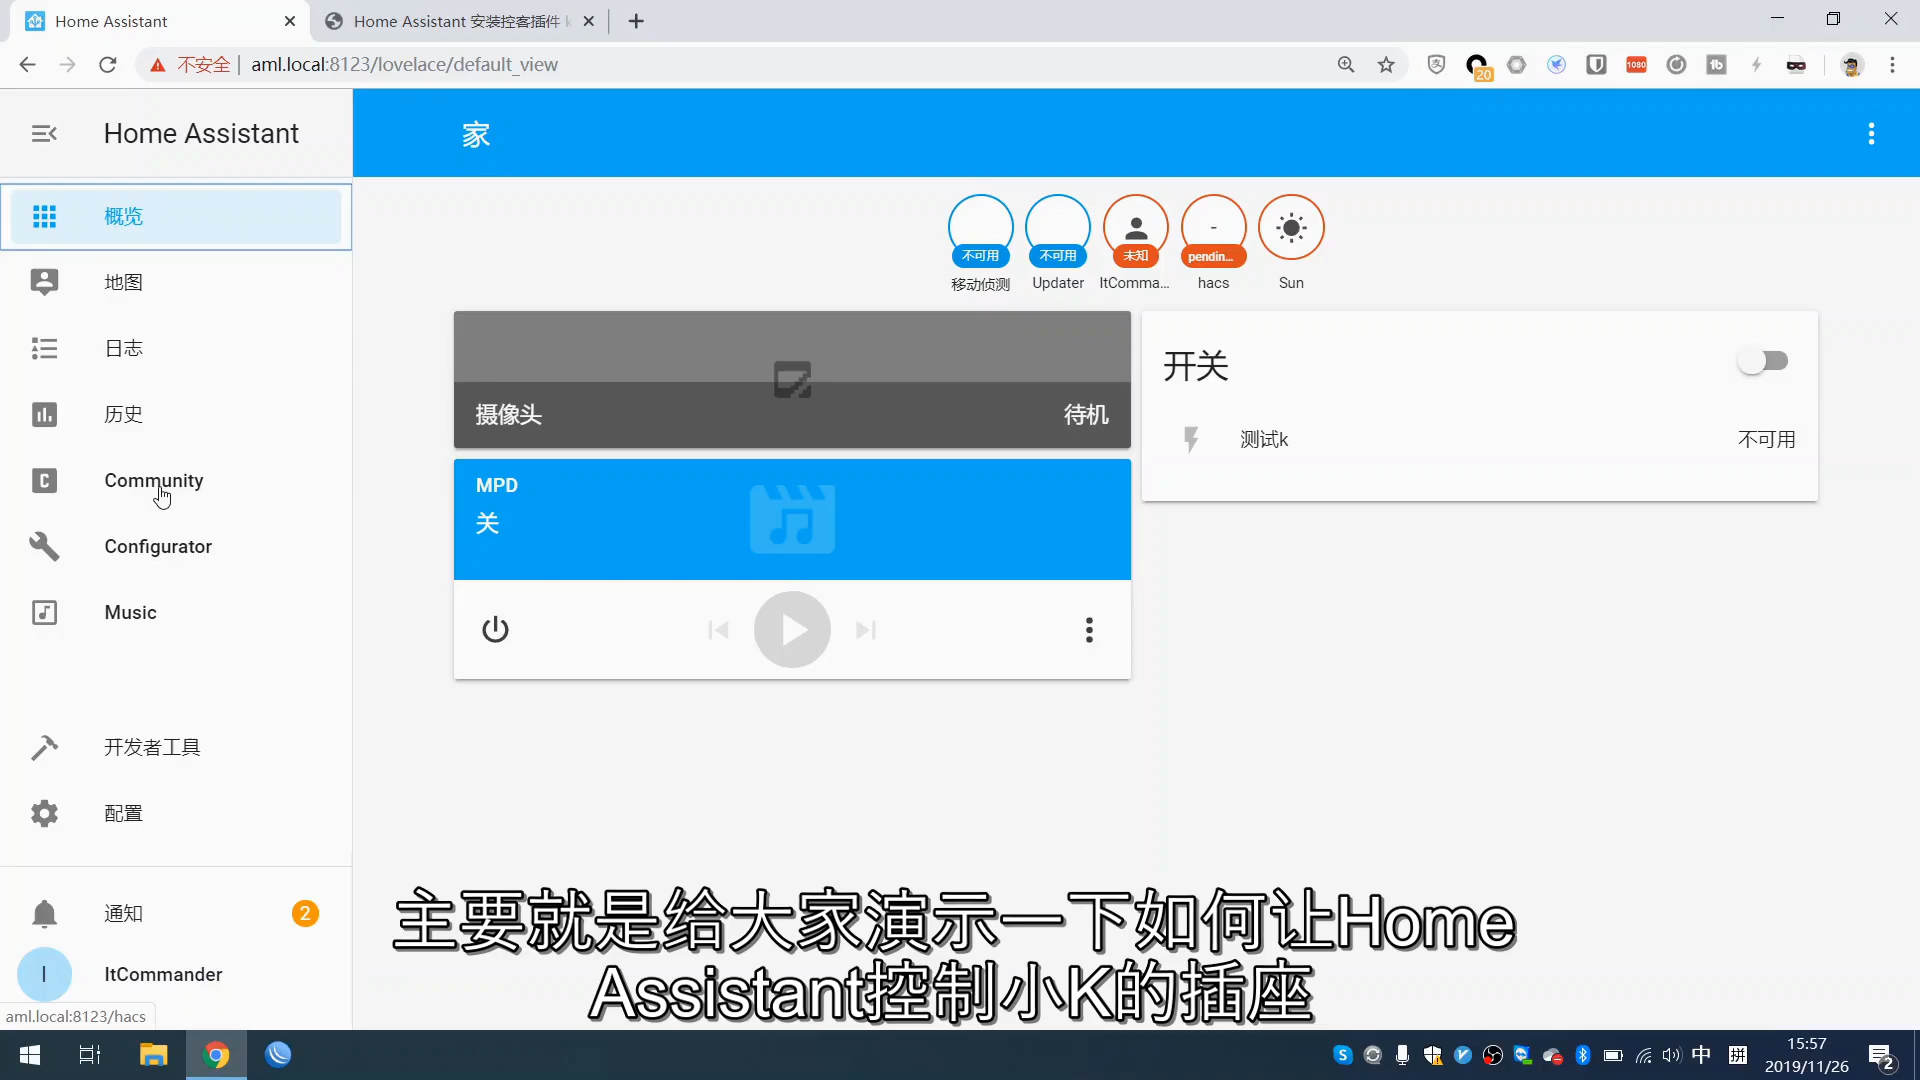 Home Assistant
Home Assistant 安装控客插件
不安全
aml.local:8123/lovelace/default_view
20
1080
Home Assistant
家
概览
地图
日志
历史
Community
Configurator
Music
开发者工具
配置
通知
2
I
ItCommander
aml.local:8123/hacs
不可用
移动侦测
不可用
Updater
未知
ItComma...
-
pendin...
hacs
Sun
摄像头
待机
MPD
关
开关
测试k
不可用
主要就是给大家演示一下如何让Home
Assistant控制小K的插座
中
拼
15:57
2019/11/26
2